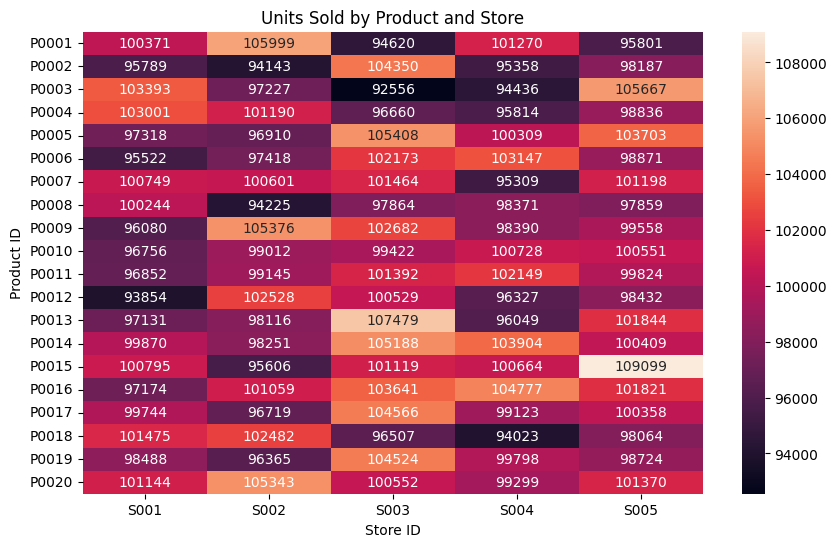 Units Sold by Product and Store
P0001 100371 105999 94620 101270 95801
P0002 95789 94143 104350 95358 98187
P0003 103393 97227 92556 94436 105667
P0004 103001 101190 96660 95814 98836
P0005 97318 96910 105408 100309 103703
P0006 95522 97418 102173 103147 98871
P0007 100749 100601 101464 95309 101198
P0008 100244 94225 97864 98371 97859
P0009 96080 105376 102682 98390 99558
P0010 96756 99012 99422 100728 100551
P0011 96852 99145 101392 102149 99824
P0012 93854 102528 100529 96327 98432
P0013 97131 98116 107479 96049 101844
P0014 99870 98251 105188 103904 100409
P0015 100795 95606 101119 100664 109099
P0016 97174 101059 103641 104777 101821
P0017 99744 96719 104566 99123 100358
P0018 101475 102482 96507 94023 98064
P0019 98488 96365 104524 99798 98724
P0020 101144 105343 100552 99299 101370
S001 S002 S003 S004 S005
Store ID
Product ID
108000
106000
104000
102000
100000
98000
96000
94000